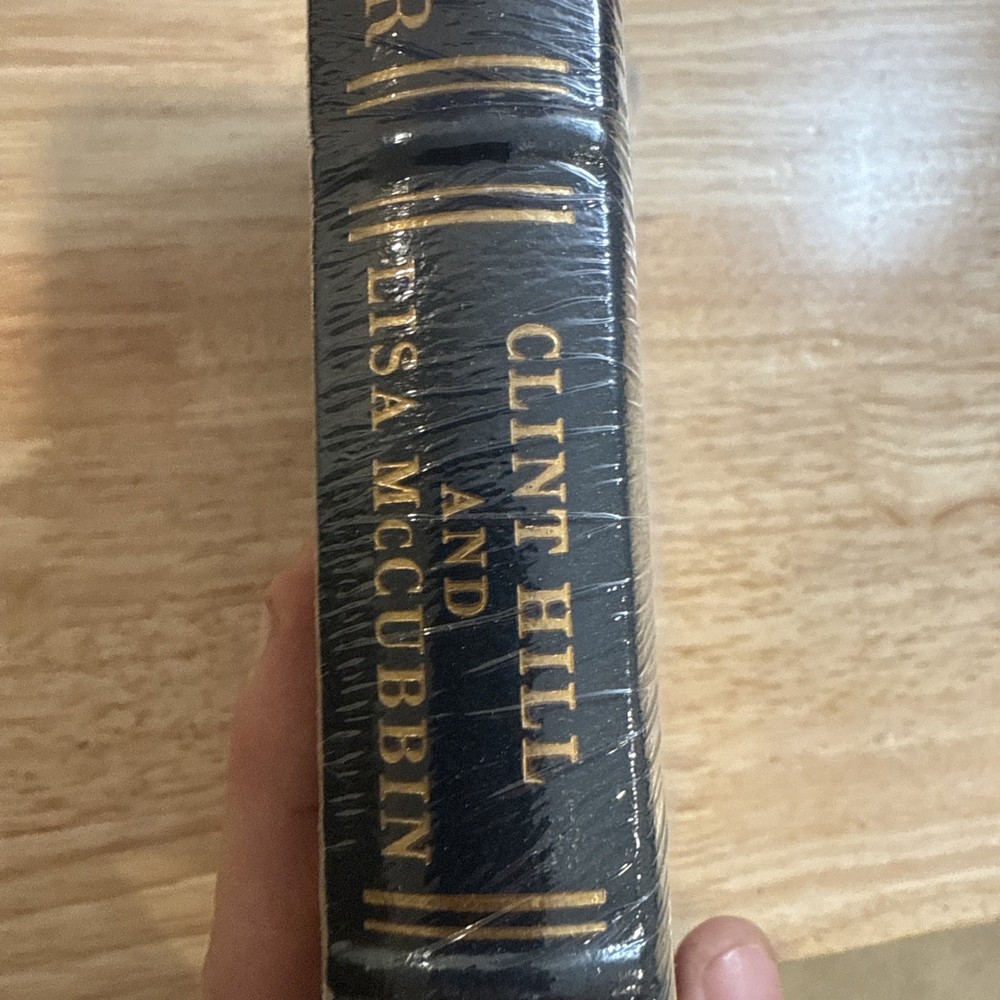 R
CLINT HILL
AND
LISA McCUBBIN